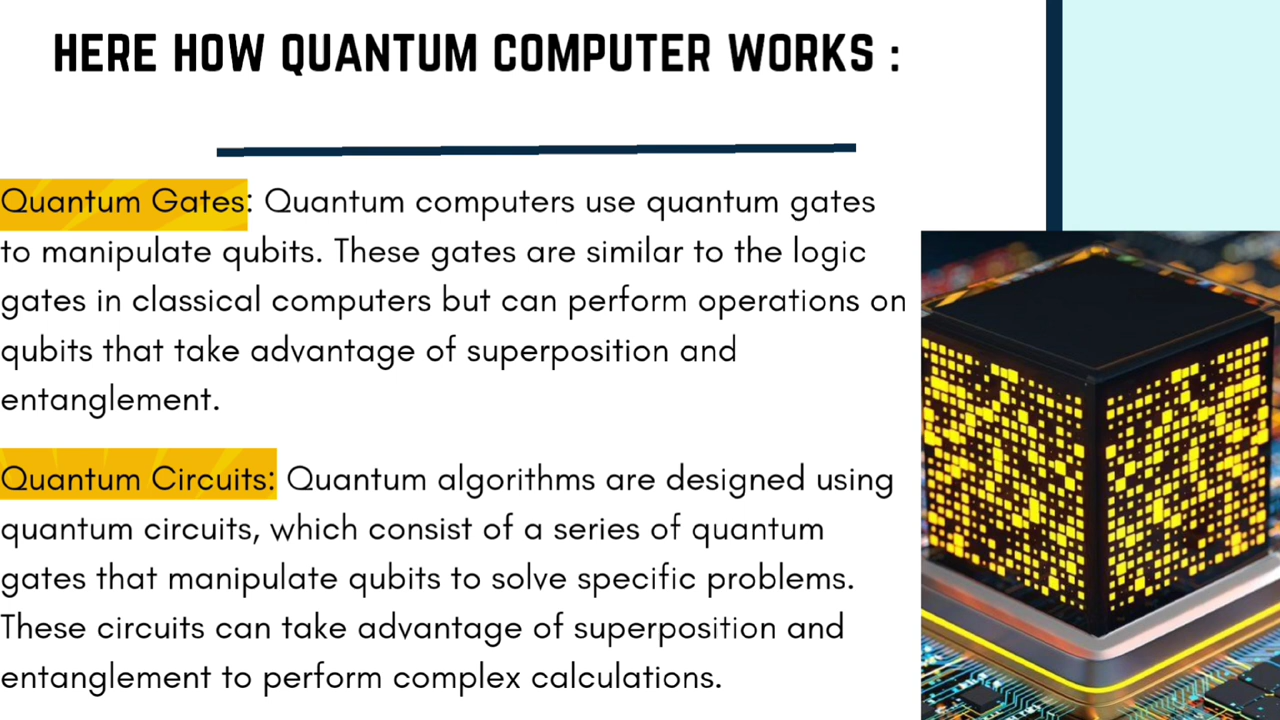 HERE HOW QUANTUM COMPUTER WORKS :
Quantum Gates: Quantum computers use quantum gates
to manipulate qubits. These gates are similar to the logic
gates in classical computers but can perform operations on
qubits that take advantage of superposition and
entanglement.
Quantum Circuits: Quantum algorithms are designed using
quantum circuits, which consist of a series of quantum
gates that manipulate qubits to solve specific problems.
These circuits can take advantage of superposition and
entanglement to perform complex calculations.